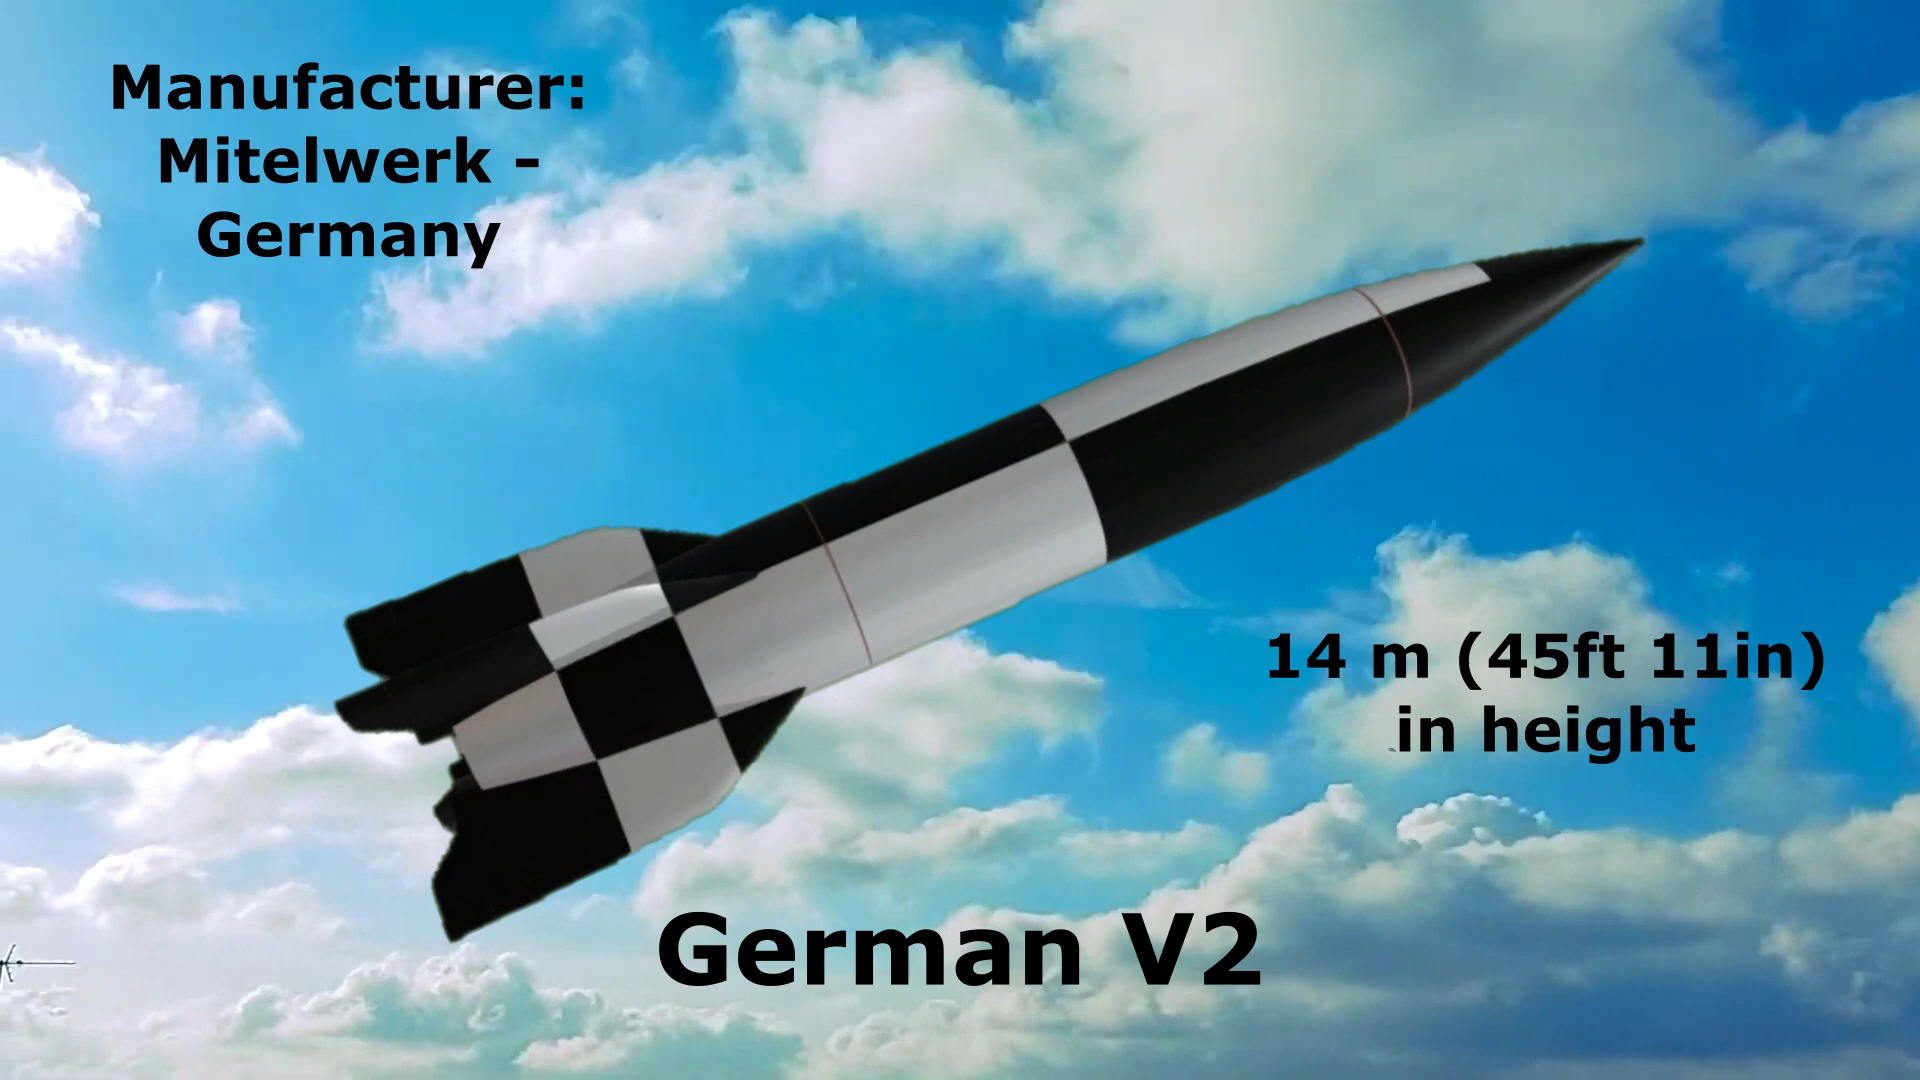 Manufacturer:
Mitelwerk -
Germany
14 m (45ft 11in)
in height
German V2